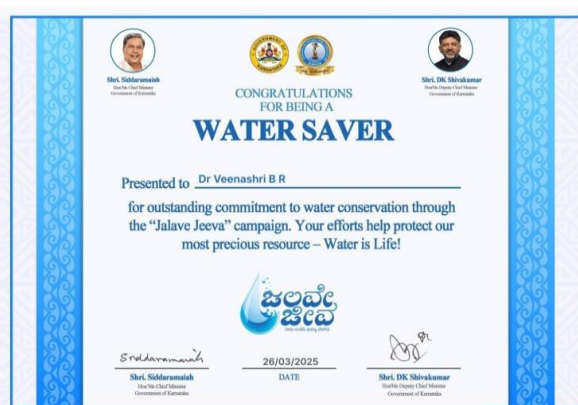 Shri. Siddaramaiah
Hon'ble Chief Minister
Government of Karnataka
Shri. DK Shivakumar
Hon'ble Deputy Chief Minister
Government of Karnataka
CONGRATULATIONS
FOR BEING A
WATER SAVER
Presented to Dr Veenashri B R
for outstanding commitment to water conservation through
the “Jalave Jeeva” campaign. Your efforts help protect our
most precious resource – Water is Life!
ಜಲವೇ
ಜೀವ
Siddaramaiah
Shri. Siddaramaiah
Hon'ble Chief Minister
Government of Karnataka
26/03/2025
DATE
Shri. DK Shivakumar
Hon'ble Deputy Chief Minister
Government of Karnataka